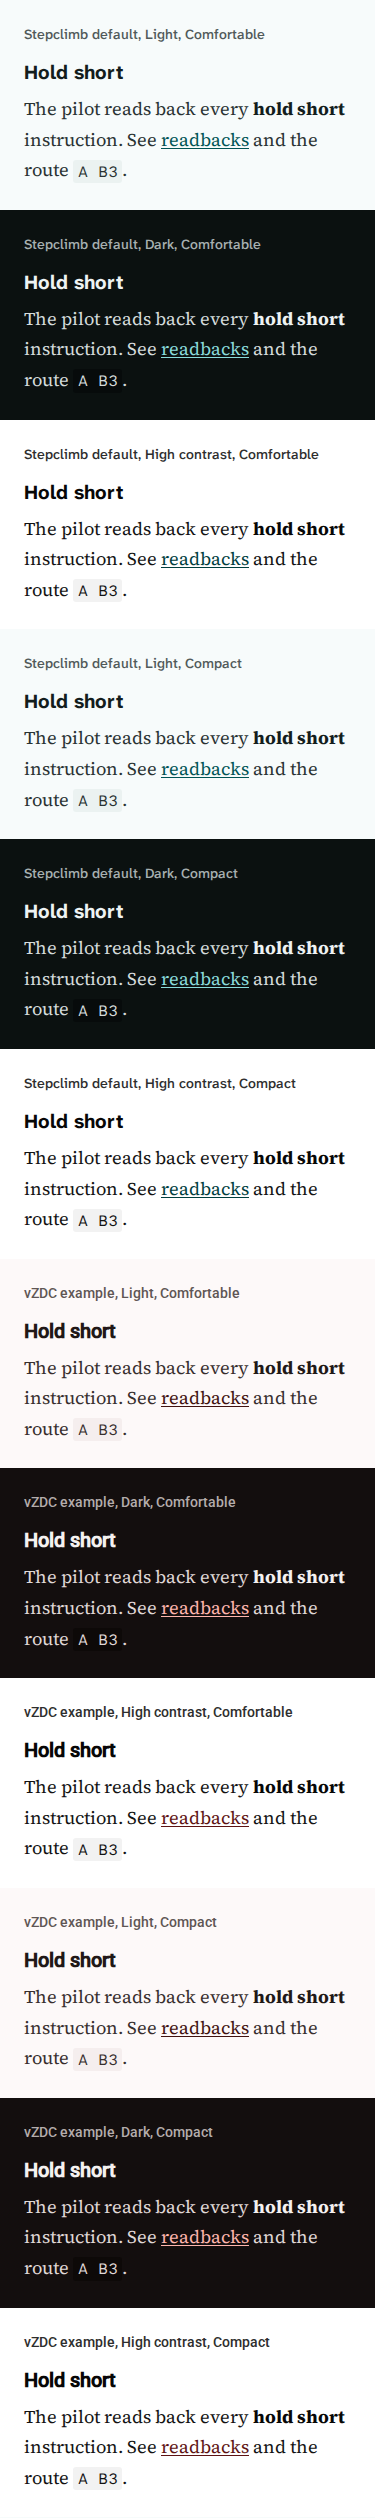 Stepclimb default, Light, Comfortable
Hold short
The pilot reads back every hold short
instruction. See readbacks and the
route A B3.
Stepclimb default, Dark, Comfortable
Hold short
The pilot reads back every hold short
instruction. See readbacks and the
route A B3.
Stepclimb default, High contrast, Comfortable
Hold short
The pilot reads back every hold short
instruction. See readbacks and the
route A B3.
Stepclimb default, Light, Compact
Hold short
The pilot reads back every hold short
instruction. See readbacks and the
route A B3.
Stepclimb default, Dark, Compact
Hold short
The pilot reads back every hold short
instruction. See readbacks and the
route A B3.
Stepclimb default, High contrast, Compact
Hold short
The pilot reads back every hold short
instruction. See readbacks and the
route A B3.
vZDC example, Light, Comfortable
Hold short
The pilot reads back every hold short
instruction. See readbacks and the
route A B3.
vZDC example, Dark, Comfortable
Hold short
The pilot reads back every hold short
instruction. See readbacks and the
route A B3.
vZDC example, High contrast, Comfortable
Hold short
The pilot reads back every hold short
instruction. See readbacks and the
route A B3.
vZDC example, Light, Compact
Hold short
The pilot reads back every hold short
instruction. See readbacks and the
route A B3.
vZDC example, Dark, Compact
Hold short
The pilot reads back every hold short
instruction. See readbacks and the
route A B3.
vZDC example, High contrast, Compact
Hold short
The pilot reads back every hold short
instruction. See readbacks and the
route A B3.